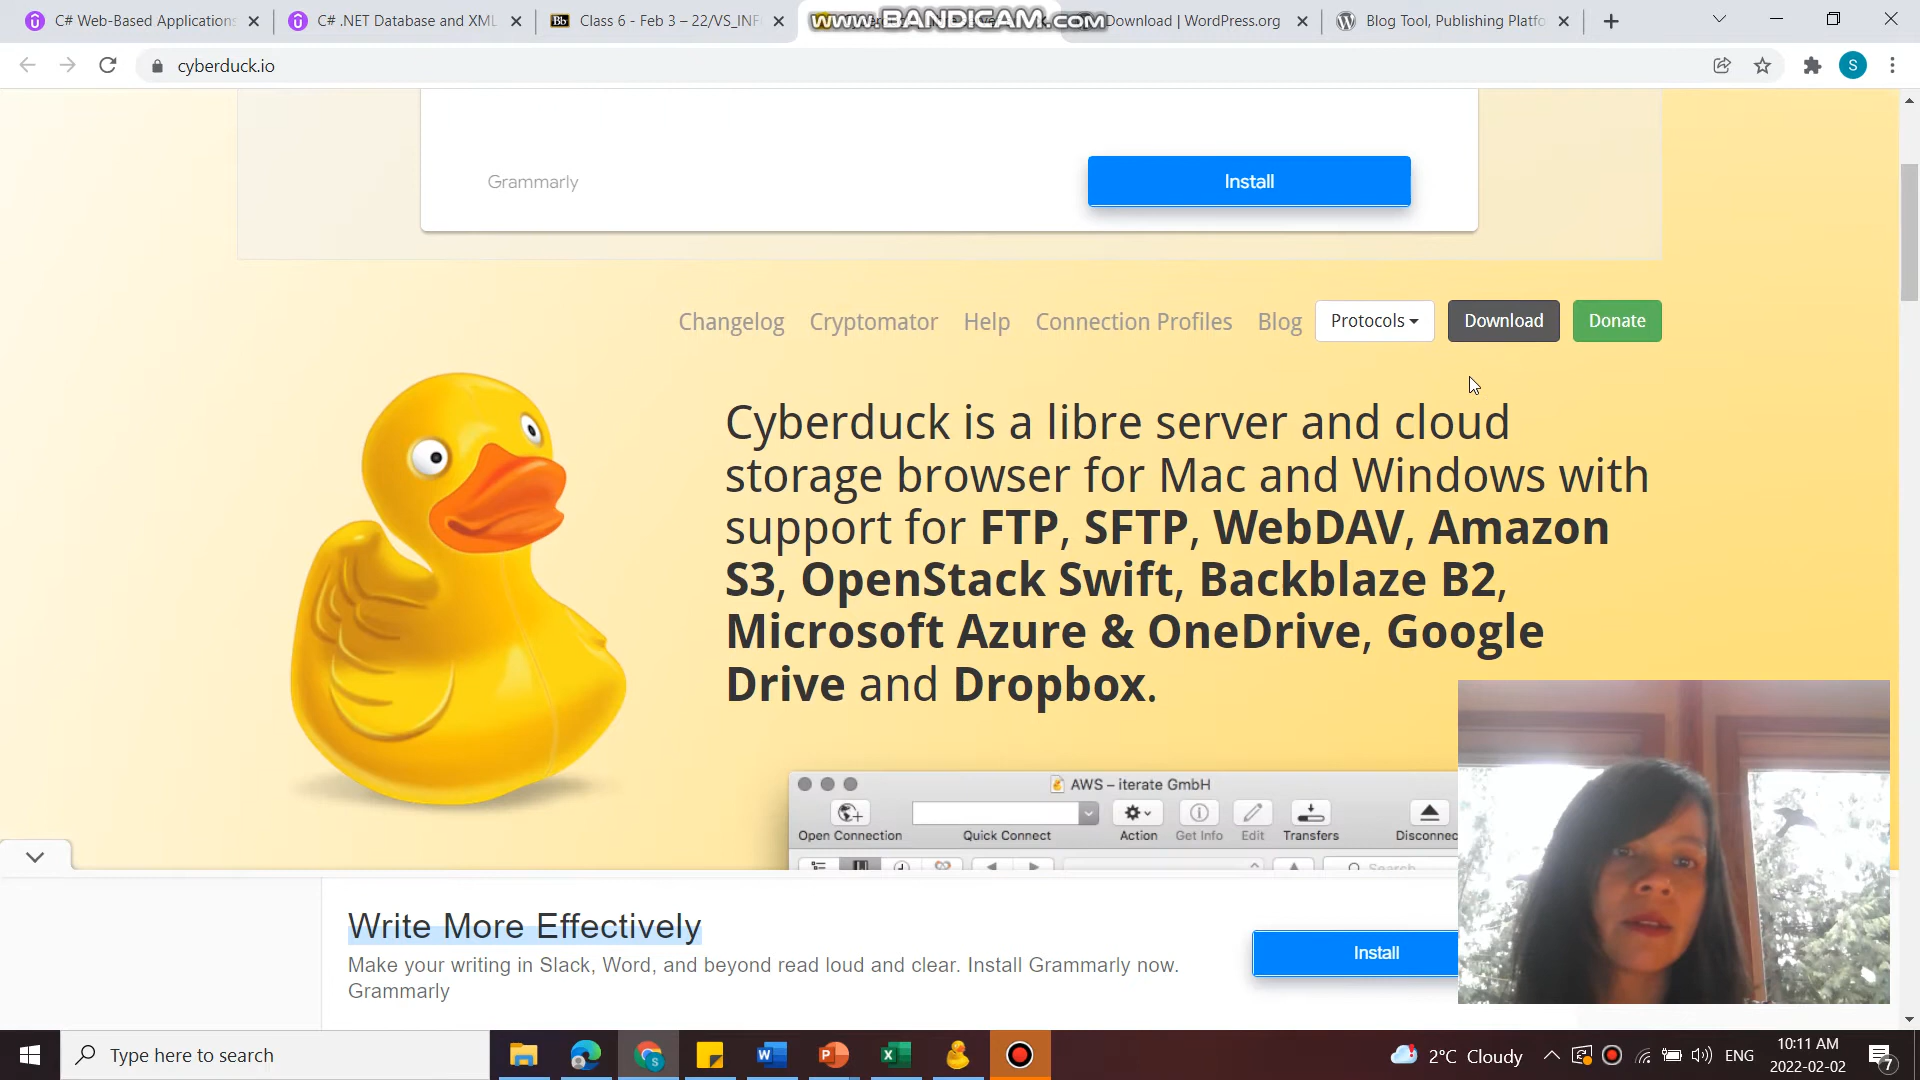 C# Web-Based Applications
C# .NET Database and XML
Bb Class 6 - Feb 3 – 22/VS_INF
www.BANDICAM.com
Download | WordPress.org
Blog Tool, Publishing Platfo
cyberduck.io
S
Grammarly
Install
Changelog Cryptomator Help Connection Profiles Blog Protocols Download Donate
Cyberduck is a libre server and cloud
storage browser for Mac and Windows with
support for FTP, SFTP, WebDAV, Amazon
S3, OpenStack Swift, Backblaze B2,
Microsoft Azure & OneDrive, Google
Drive and Dropbox.
AWS – iterate GmbH
Open Connection Quick Connect Action Get Info Edit Transfers Disconnec
Search
Write More Effectively
Make your writing in Slack, Word, and beyond read loud and clear. Install Grammarly now.
Grammarly
Install
Type here to search
2°C Cloudy
ENG
10:11 AM
2022-02-02
7